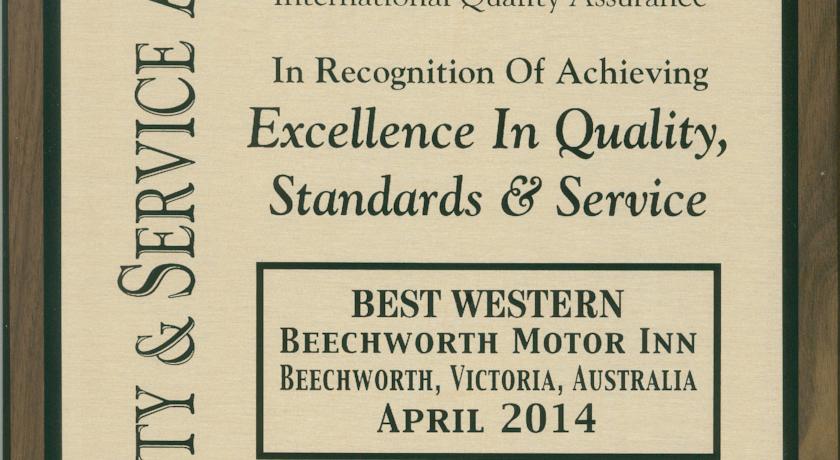 International Quality Assurance
In Recognition Of Achieving
Excellence In Quality,
Standards & Service
BEST WESTERN
BEECHWORTH MOTOR INN
BEECHWORTH, VICTORIA, AUSTRALIA
APRIL 2014
TY & SERVICE